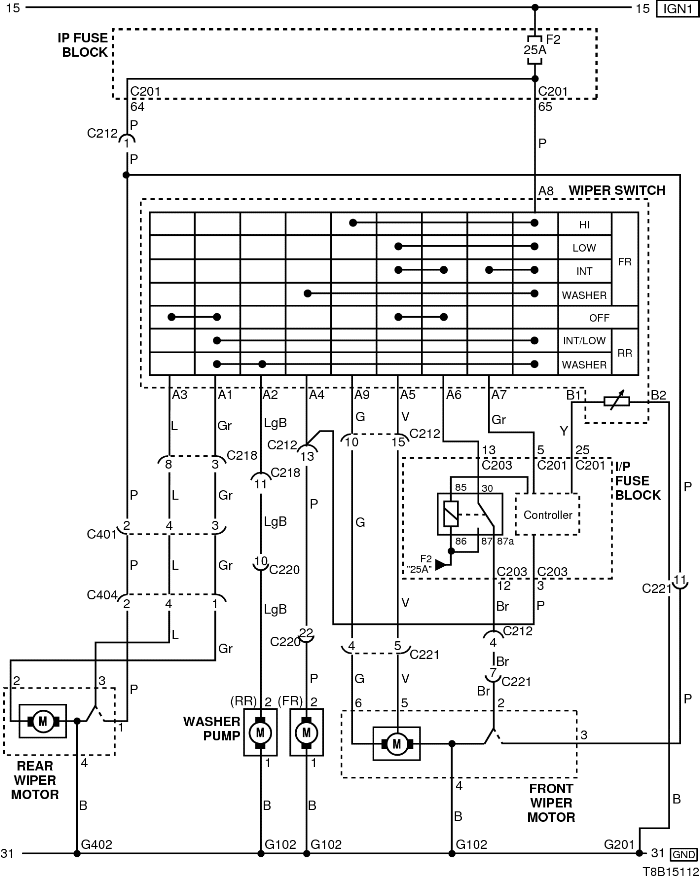 15 15 IGN1
IP FUSE
BLOCK
F2
25A
C201 C201
64 65
P
C212 1
P P
A8 WIPER SWITCH
HI
LOW
FR
INT
WASHER
OFF
INT/LOW
RR
WASHER
A3 A1 A2 A4 A9 A5 A6 A7 B1 B2
L Gr LgB G V Gr Y
C212 10 15 C212
13 13 5 25
8 3 C218 C203 C201 C201 I/P
FUSE
BLOCK
11 C218
85 30
P L Gr P P
Controller
LgB G
C401 2 4 3
86 87 87a
F2
"25A"
P L Gr 10 C220
C203 C203
12 3
C221 11
C404 2 4 1
LgB V Br P
L 22 C220 C212
4
Gr 4 5 C221 Br
7 C221
2 3 P P G V Br P
(RR) 2 (FR) 2 6 5 2
WASHER
PUMP
M M M M
1 3
1 1
4
REAR
WIPER
MOTOR
4
FRONT
WIPER
MOTOR
B B B B B
31 G402 G102 G102 G102 G201 31 GND
T8B15112